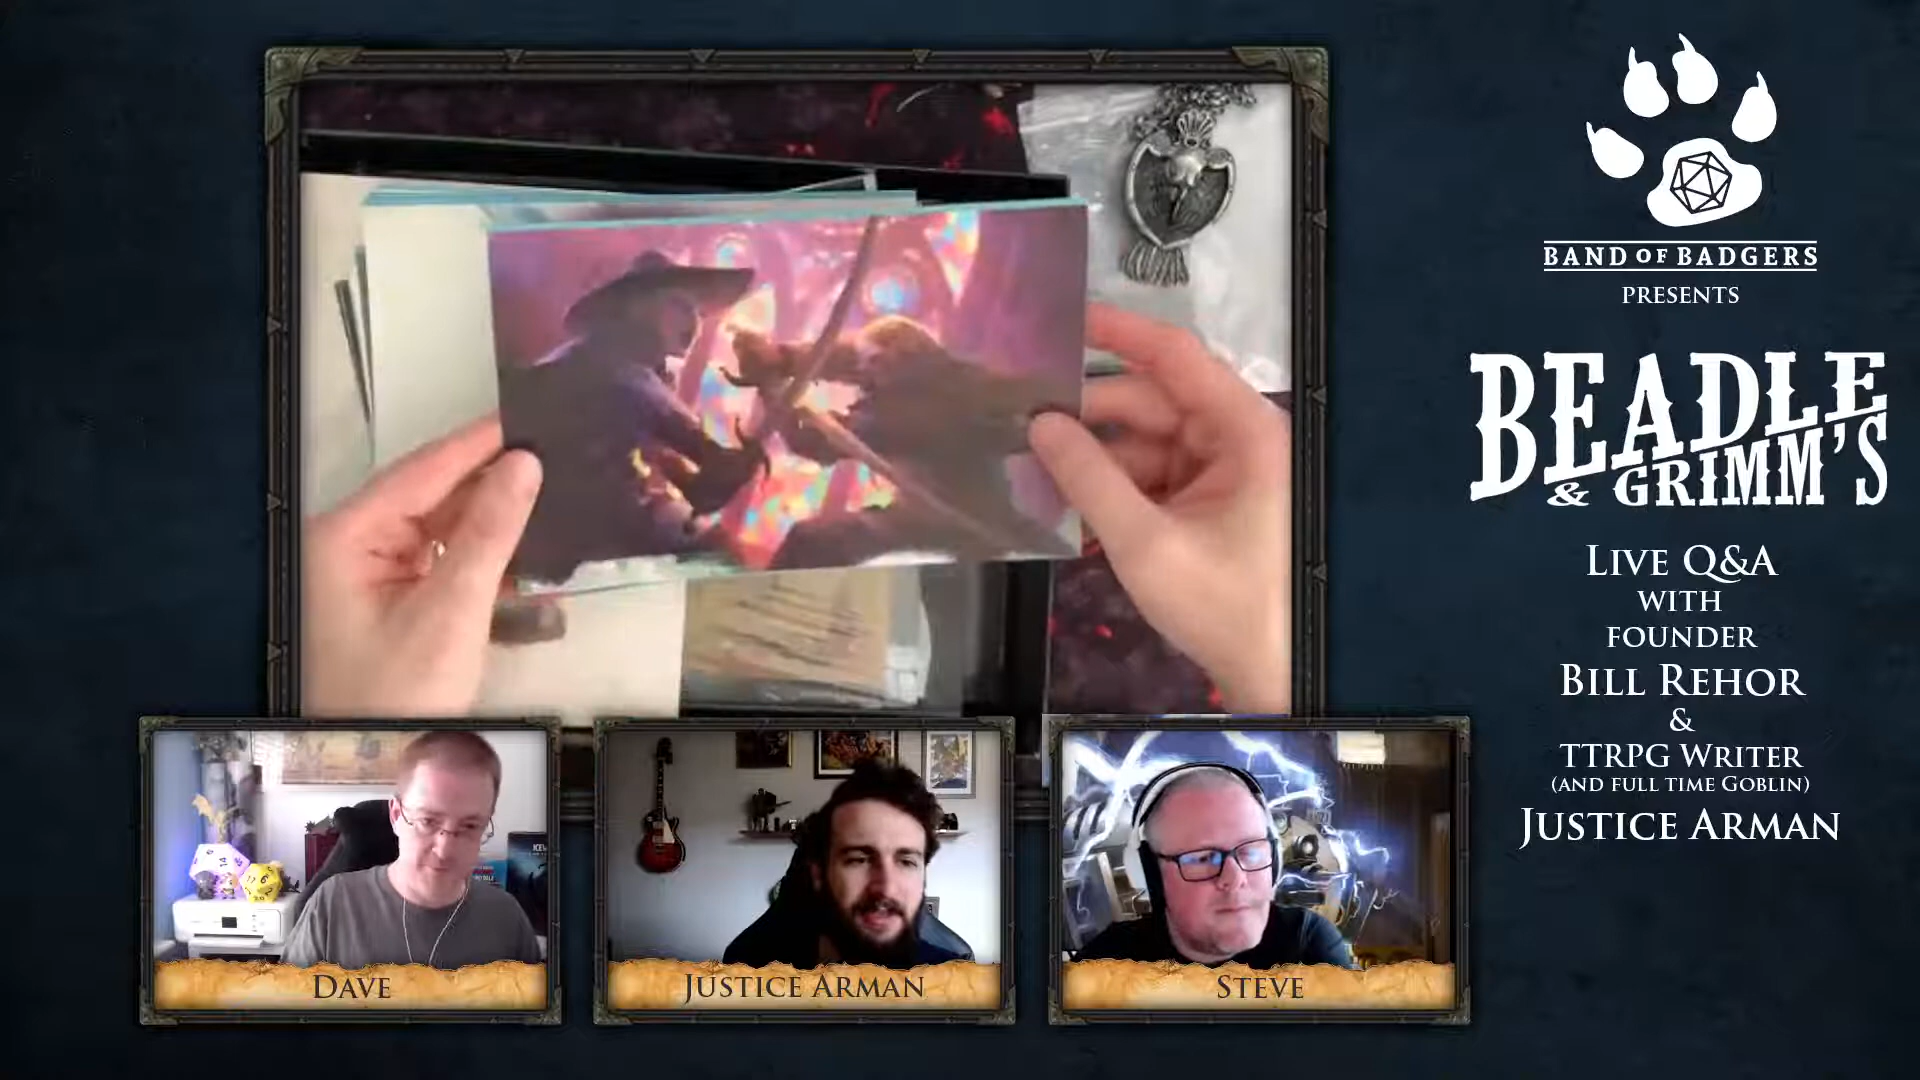 BAND OF BADGERS
PRESENTS
BEADLE
& GRIMM'S
LIVE Q&A
WITH
FOUNDER
BILL REHOR
&
TTRPG WRITER
(AND FULL TIME GOBLIN)
JUSTICE ARMAN
DAVE
JUSTICE ARMAN
STEVE